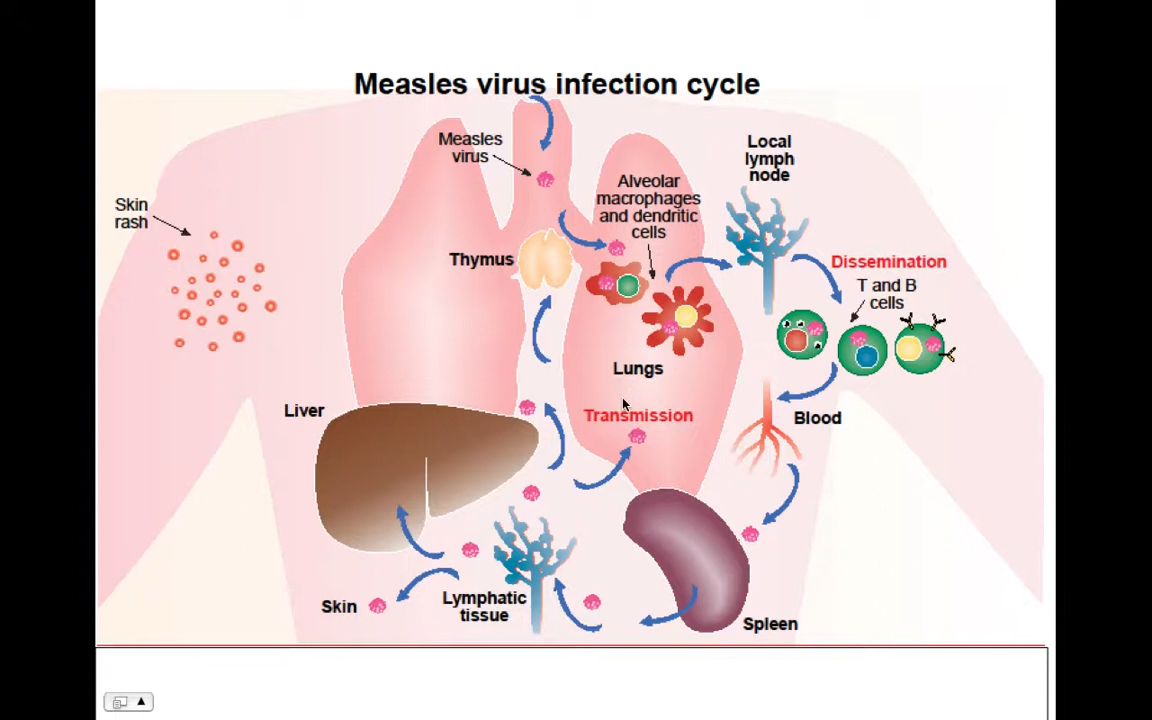 Measles virus infection cycle
Measles
virus
Local
lymph
node
Alveolar
macrophages
and dendritic
cells
Skin
rash
Thymus
Dissemination
T and B
cells
Lungs
Liver
Transmission
Blood
Skin
Lymphatic
tissue
Spleen